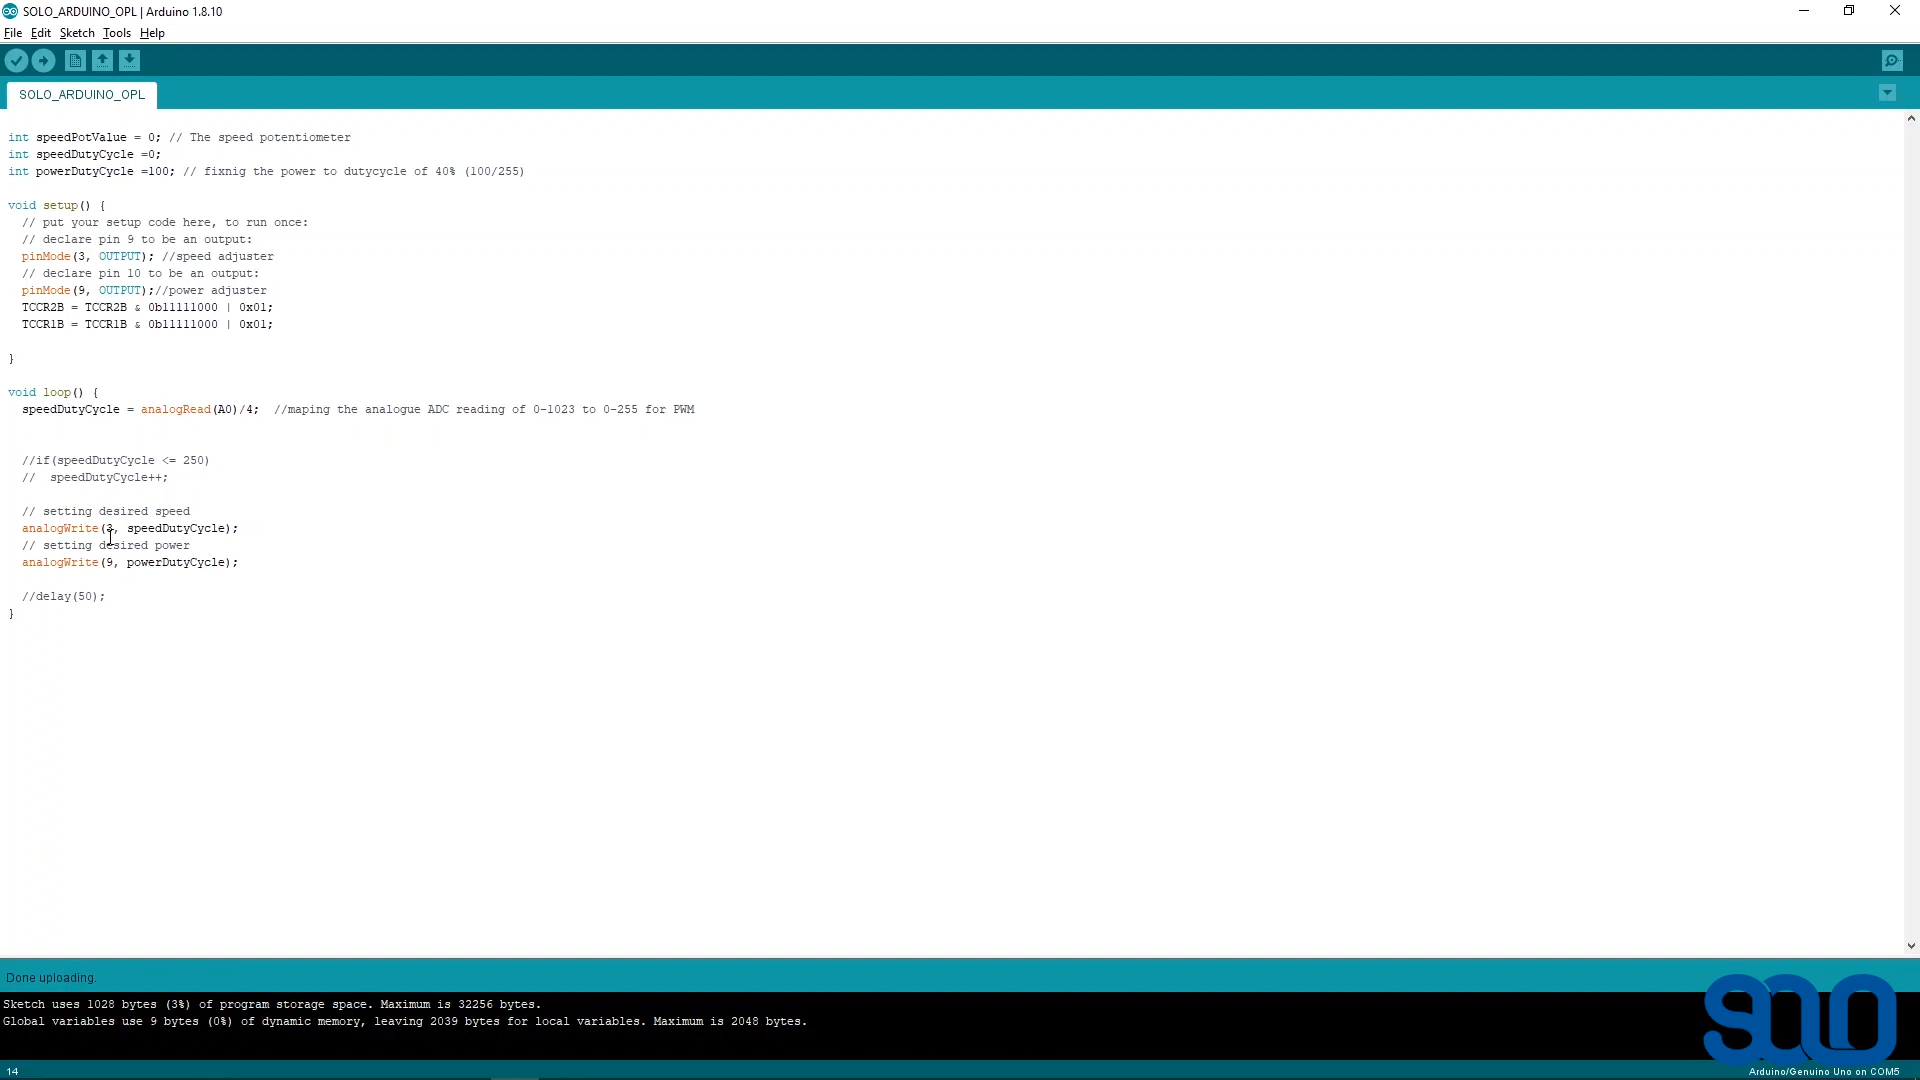 SOLO_ARDUINO_OPL | Arduino 1.8.10
File Edit Sketch Tools Help
SOLO_ARDUINO_OPL
int speedPotValue = 0; // The speed potentiometer
int speedDutyCycle =0;
int powerDutyCycle =100; // fixnig the power to dutycycle of 40% (100/255)
void setup() {
// put your setup code here, to run once:
// declare pin 9 to be an output:
pinMode(3, OUTPUT); //speed adjuster
// declare pin 10 to be an output:
pinMode(9, OUTPUT);//power adjuster
TCCR2B = TCCR2B & 0b11111000 | 0x01;
TCCR1B = TCCR1B & 0b11111000 | 0x01;
}
void loop() {
speedDutyCycle = analogRead(A0)/4; //maping the analogue ADC reading of 0-1023 to 0-255 for PWM
//if(speedDutyCycle <= 250)
// speedDutyCycle++;
// setting desired speed
analogWrite(3, speedDutyCycle);
// setting desired power
analogWrite(9, powerDutyCycle);
//delay(50);
}
Done uploading.
Sketch uses 1028 bytes (3%) of program storage space. Maximum is 32256 bytes.
Global variables use 9 bytes (0%) of dynamic memory, leaving 2039 bytes for local variables. Maximum is 2048 bytes.
SOLO
14
Arduino/Genuino Uno on COM5